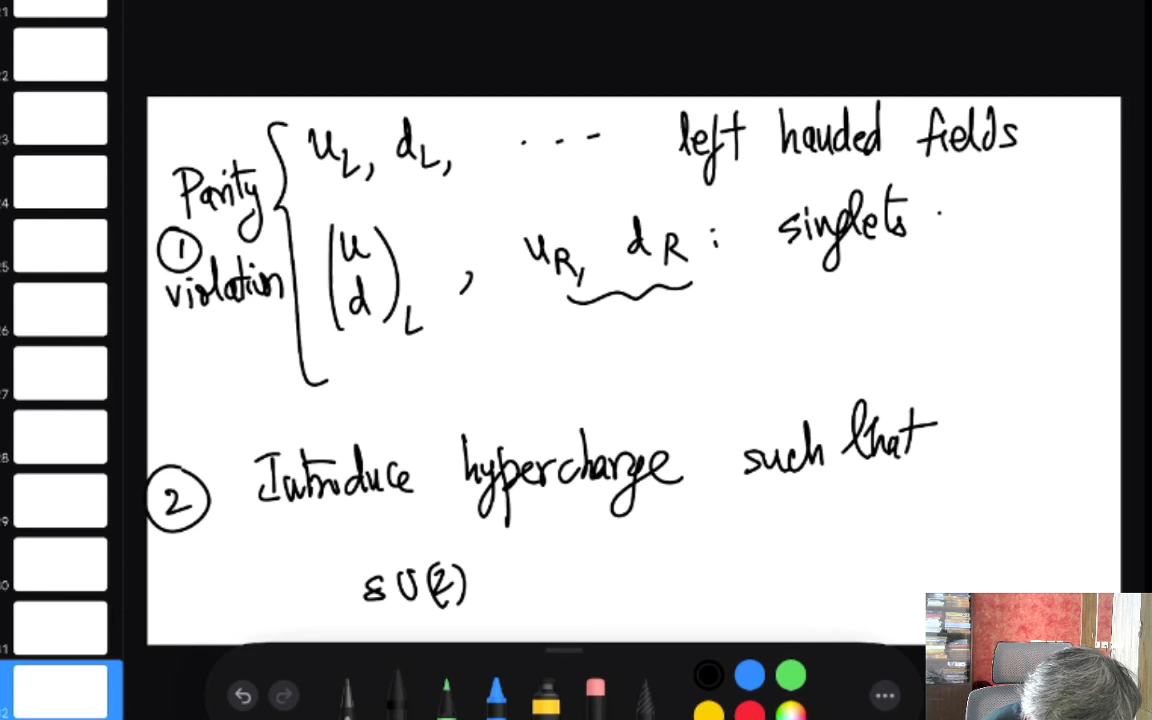 u_L, d_L, ... left handed fields
Parity violation
①
(u d)_L , u_R, d_R : singlets.
② Introduce hypercharge such that
SU(2)